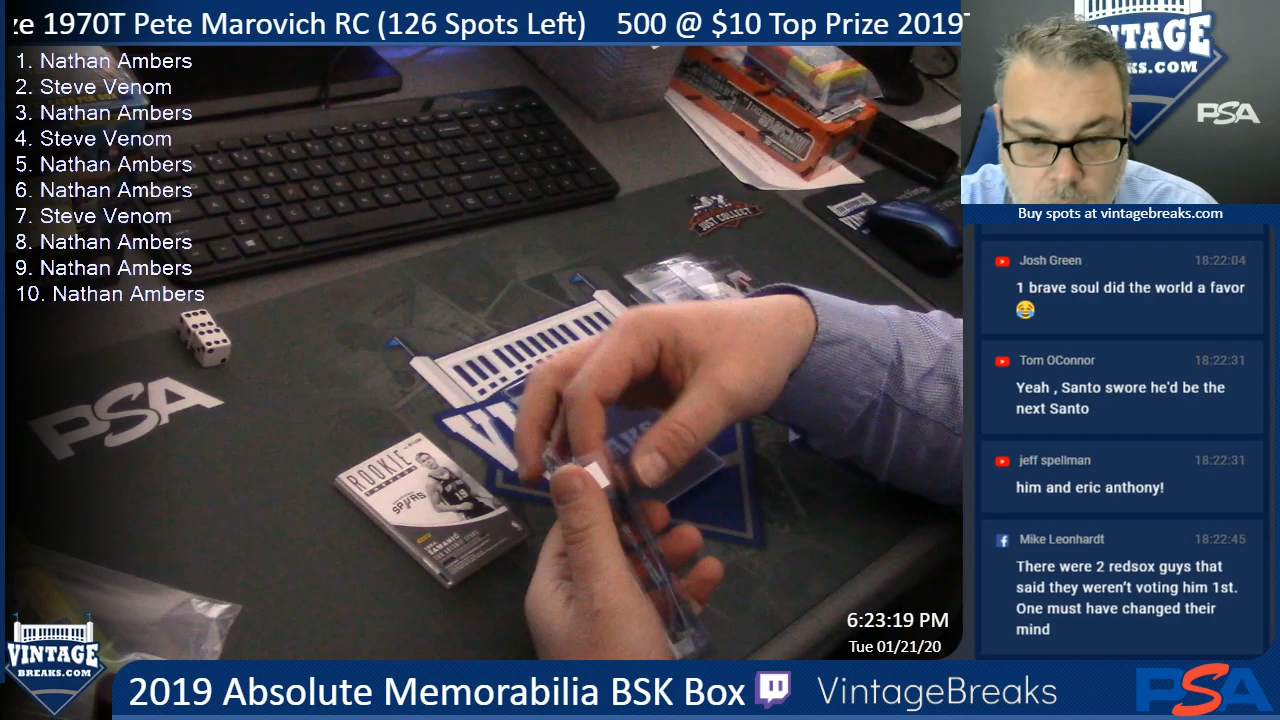 ze 1970T Pete Marovich RC (126 Spots Left) 500 @ $10 Top Prize 2019T
1. Nathan Ambers
2. Steve Venom
3. Nathan Ambers
4. Steve Venom
5. Nathan Ambers
6. Nathan Ambers
7. Steve Venom
8. Nathan Ambers
9. Nathan Ambers
10. Nathan Ambers
NTAGE
KS.COM
PSA
Buy spots at vintagebreaks.com
Josh Green 18:22:04
1 brave soul did the world a favor
😂
Tom OConnor 18:22:31
Yeah , Santo swore he'd be the
next Santo
jeff spellman 18:22:31
him and eric anthony!
Mike Leonhardt 18:22:45
There were 2 redsox guys that
said they weren't voting him 1st.
One must have changed their
mind
JUST COLLECT
PSA
ROOKIE
SPURS
SAMANIC
6:23:19 PM
Tue 01/21/20
VINTAGE
BREAKS.COM
2019 Absolute Memorabilia BSK Box VintageBreaks
PSA